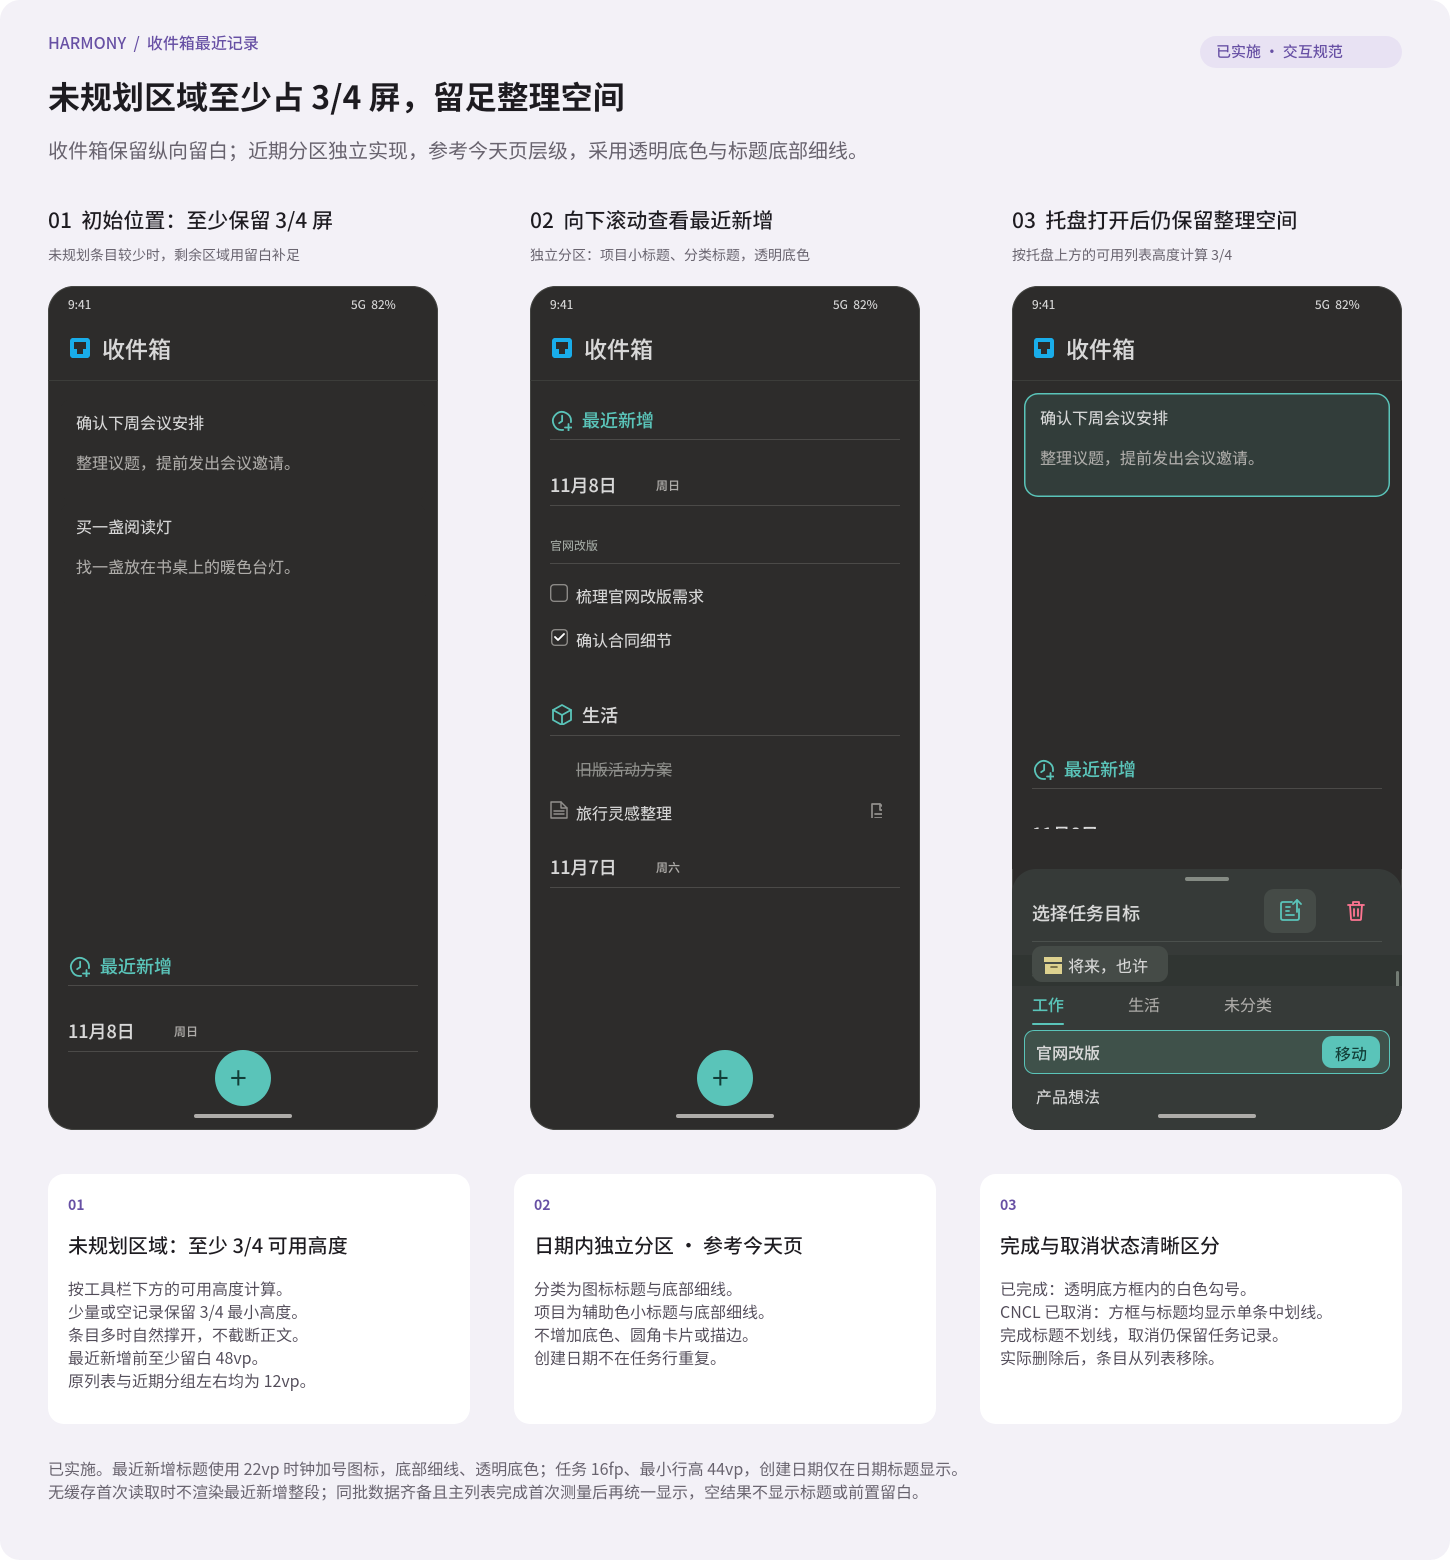 HARMONY / 收件箱最近记录
已实施 · 交互规范
未规划区域至少占 3/4 屏，留足整理空间
收件箱保留纵向留白；近期分区独立实现，参考今天页层级，采用透明底色与标题底部细线。
01 初始位置：至少保留 3/4 屏
未规划条目较少时，剩余区域用留白补足
9:41
5G 82%
收件箱
确认下周会议安排
整理议题，提前发出会议邀请。
买一盏阅读灯
找一盏放在书桌上的暖色台灯。
最近新增
11月8日 周日
02 向下滚动查看最近新增
独立分区：项目小标题、分类标题，透明底色
9:41
5G 82%
收件箱
最近新增
11月8日 周日
官网改版
梳理官网改版需求
确认合同细节
生活
旧版活动方案
旅行灵感整理
11月7日 周六
03 托盘打开后仍保留整理空间
按托盘上方的可用列表高度计算 3/4
9:41
5G 82%
收件箱
确认下周会议安排
整理议题，提前发出会议邀请。
最近新增
选择任务目标
将来，也许
工作 生活 未分类
官网改版 移动
产品想法
01
未规划区域：至少 3/4 可用高度
按工具栏下方的可用高度计算。
少量或空记录保留 3/4 最小高度。
条目多时自然撑开，不截断正文。
最近新增前至少留白 48vp。
原列表与近期分组左右均为 12vp。
02
日期内独立分区 · 参考今天页
分类为图标标题与底部细线。
项目为辅助色小标题与底部细线。
不增加底色、圆角卡片或描边。
创建日期不在任务行重复。
03
完成与取消状态清晰区分
已完成：透明底方框内的白色勾号。
CNCL 已取消：方框与标题均显示单条中划线。
完成标题不划线，取消仍保留任务记录。
实际删除后，条目从列表移除。
已实施。最近新增标题使用 22vp 时钟加号图标，底部细线、透明底色；任务 16fp、最小行高 44vp，创建日期仅在日期标题显示。
无缓存首次读取时不渲染最近新增整段；同批数据齐备且主列表完成首次测量后再统一显示，空结果不显示标题或前置留白。